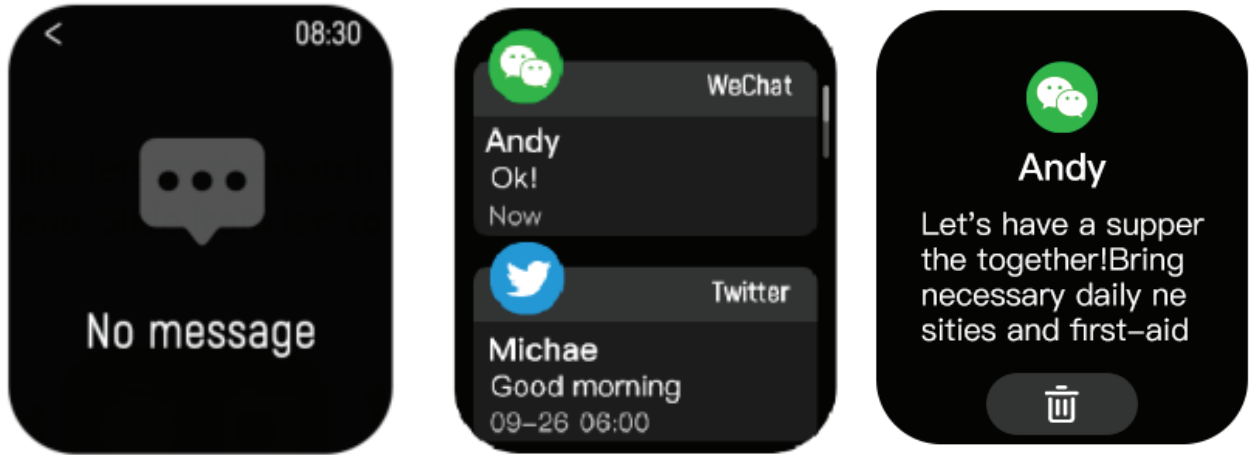 < 08:30
No message
WeChat
Andy
Ok!
Now
Twitter
Michae
Good morning
09-26 06:00
Andy
Let's have a supper
the together!Bring
necessary daily ne
sities and first-aid